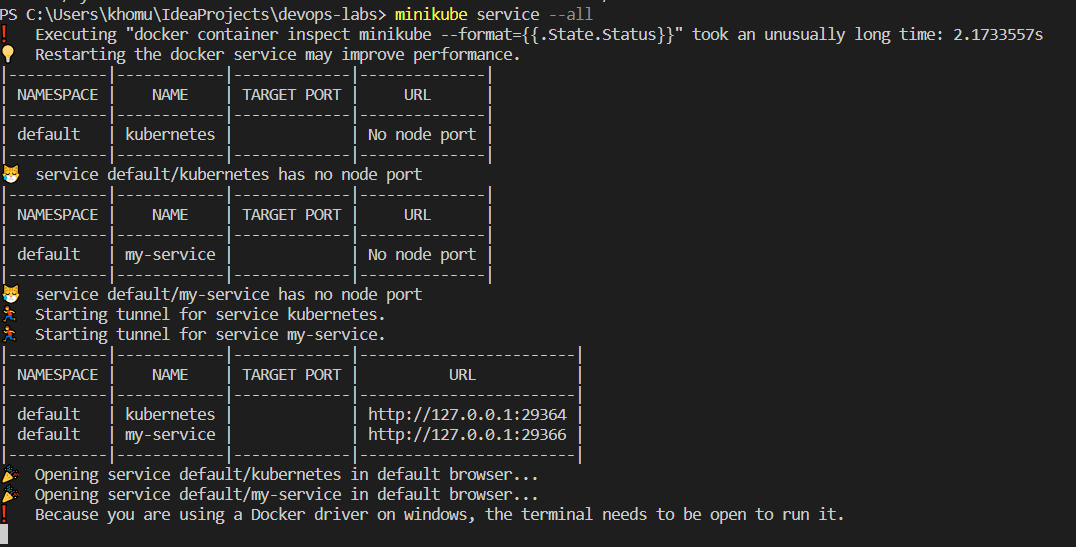 PS C:\Users\khomu\IdeaProjects\devops-labs> minikube service --all
❗  Executing "docker container inspect minikube --format={{.State.Status}}" took an unusually long time: 2.1733557s
💡  Restarting the docker service may improve performance.
|-----------|------------|-------------|--------------|
| NAMESPACE |    NAME    | TARGET PORT |     URL      |
|-----------|------------|-------------|--------------|
| default   | kubernetes |             | No node port |
|-----------|------------|-------------|--------------|
😿  service default/kubernetes has no node port
|-----------|------------|-------------|--------------|
| NAMESPACE |    NAME    | TARGET PORT |     URL      |
|-----------|------------|-------------|--------------|
| default   | my-service |             | No node port |
|-----------|------------|-------------|--------------|
😿  service default/my-service has no node port
🏃  Starting tunnel for service kubernetes.
🏃  Starting tunnel for service my-service.
|-----------|------------|-------------|------------------------|
| NAMESPACE |    NAME    | TARGET PORT |          URL           |
|-----------|------------|-------------|------------------------|
| default   | kubernetes |             | http://127.0.0.1:29364 |
| default   | my-service |             | http://127.0.0.1:29366 |
|-----------|------------|-------------|------------------------|
🎉  Opening service default/kubernetes in default browser...
🎉  Opening service default/my-service in default browser...
❗  Because you are using a Docker driver on windows, the terminal needs to be open to run it.